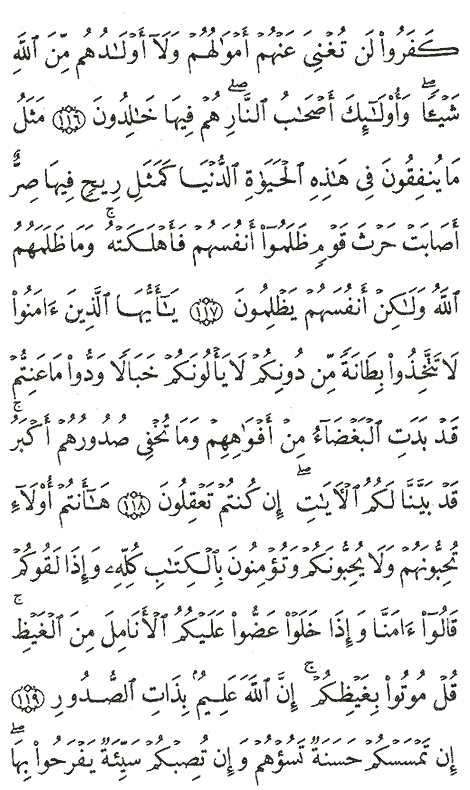 كَفَرُوا۟ لَن تُغْنِىَ عَنْهُمْ أَمْوَٰلُهُمْ وَلَآ أَوْلَـٰدُهُم مِّنَ ٱللَّهِ
شَيْـًٔا ۖ وَأُو۟لَـٰٓئِكَ أَصْحَـٰبُ ٱلنَّارِ ۖ هُمْ فِيهَا خَـٰلِدُونَ ١١٦ مَثَلُ
مَا يُنفِقُونَ فِى هَـٰذِهِ ٱلْحَيَوٰةِ ٱلدُّنْيَا كَمَثَلِ رِيحٍ فِيهَا صِرٌّ
أَصَابَتْ حَرْثَ قَوْمٍ ظَلَمُوٓا۟ أَنفُسَهُمْ فَأَهْلَكَتْهُ ۚ وَمَا ظَلَمَهُمُ
ٱللَّهُ وَلَـٰكِنْ أَنفُسَهُمْ يَظْلِمُونَ ١١٧ يَـٰٓأَيُّهَا ٱلَّذِينَ ءَامَنُوا۟
لَا تَتَّخِذُوا۟ بِطَانَةً مِّن دُونِكُمْ لَا يَأْلُونَكُمْ خَبَالًا وَدُّوا۟ مَا عَنِتُّمْ
قَدْ بَدَتِ ٱلْبَغْضَآءُ مِنْ أَفْوَٰهِهِمْ وَمَا تُخْفِى صُدُورُهُمْ أَكْبَرُ ۚ
قَدْ بَيَّنَّا لَكُمُ ٱلْـَٔايَـٰتِ ۖ إِن كُنتُمْ تَعْقِلُونَ ١١٨ هَـٰٓأَنتُمْ أُو۟لَآءِ
تُحِبُّونَهُمْ وَلَا يُحِبُّونَكُمْ وَتُؤْمِنُونَ بِٱلْكِتَـٰبِ كُلِّهِۦ وَإِذَا لَقُوكُمْ
قَالُوٓا۟ ءَامَنَّا وَإِذَا خَلَوْا۟ عَضُّوا۟ عَلَيْكُمُ ٱلْأَنَامِلَ مِنَ ٱلْغَيْظِ ۚ
قُلْ مُوتُوا۟ بِغَيْظِكُمْ ۗ إِنَّ ٱللَّهَ عَلِيمٌۢ بِذَاتِ ٱلصُّدُورِ ١١٩
إِن تَمْسَسْكُمْ حَسَنَةٌ تَسُؤْهُمْ وَإِن تُصِبْكُمْ سَيِّئَةٌ يَفْرَحُوا۟ بِهَا ۖ